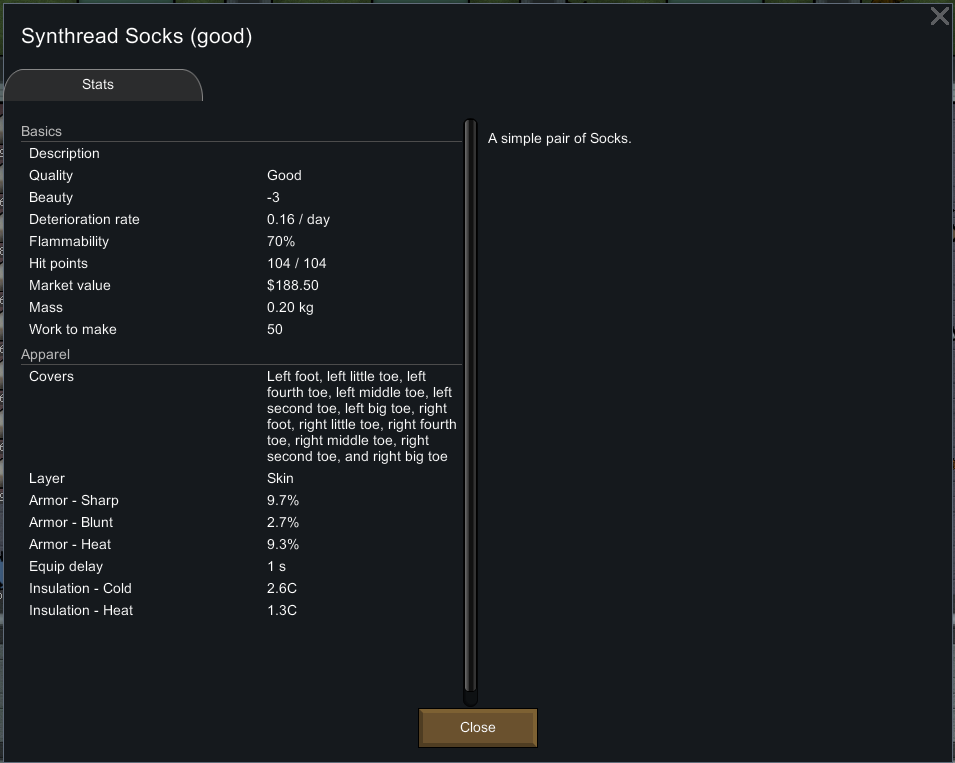 Synthread Socks (good)
Stats
Basics
Description
Quality Good
Beauty -3
Deterioration rate 0.16 / day
Flammability 70%
Hit points 104 / 104
Market value $188.50
Mass 0.20 kg
Work to make 50
Apparel
Covers Left foot, left little toe, left
fourth toe, left middle toe, left
second toe, left big toe, right
foot, right little toe, right fourth
toe, right middle toe, right
second toe, and right big toe
Layer Skin
Armor - Sharp 9.7%
Armor - Blunt 2.7%
Armor - Heat 9.3%
Equip delay 1 s
Insulation - Cold 2.6C
Insulation - Heat 1.3C
A simple pair of Socks.
Close